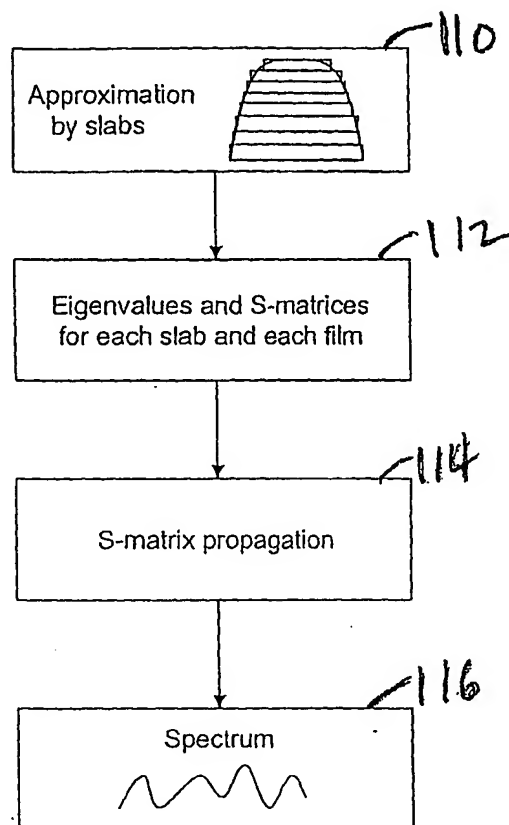 110
Approximation
by slabs
112
Eigenvalues and S-matrices
for each slab and each film
114
S-matrix propagation
116
Spectrum